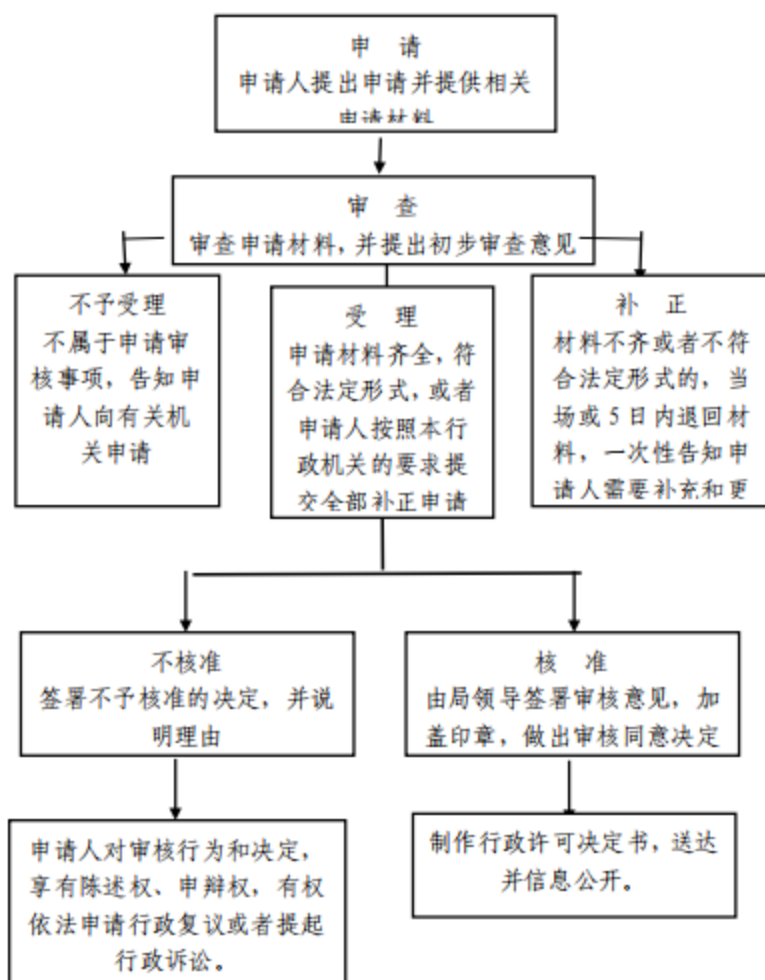 申 请
申请人提出申请并提供相关
申请材料
审 查
审查申请材料，并提出初步审查意见
不予受理
不属于申请审
核事项，告知申
请人向有关机
关申请
受 理
申请材料齐全，符
合法定形式，或者
申请人按照本行
政机关的要求提
交全部补正申请
补 正
材料不齐或者不符
合法定形式的，当
场或 5 日内退回材
料，一次性告知申
请人需要补充和更
不核准
签署不予核准的决定，并说
明理由
核 准
由局领导签署审核意见，加
盖印章，做出审核同意决定
申请人对审核行为和决定，
享有陈述权、申辩权，有权
依法申请行政复议或者提起
行政诉讼。
制作行政许可决定书，送达
并信息公开。